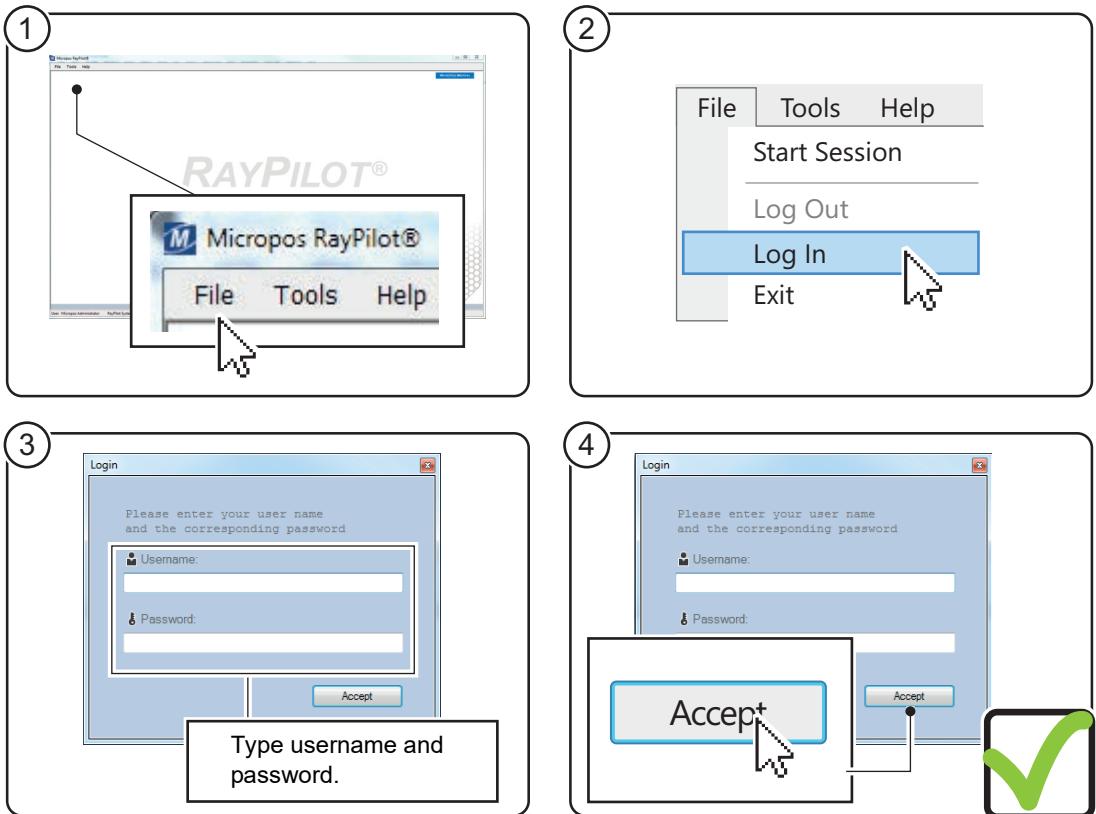 1
Micropos RayPilot®
File Tools Help
RAYPILOT®
Micropos RayPilot®
File Tools Help
2
File Tools Help
Start Session
Log Out
Log In
Exit
3
Login
Please enter your user name
and the corresponding password
Username:
Password:
Accept
Type username and
password.
4
Login
Please enter your user name
and the corresponding password
Username:
Password:
Accept
Accept